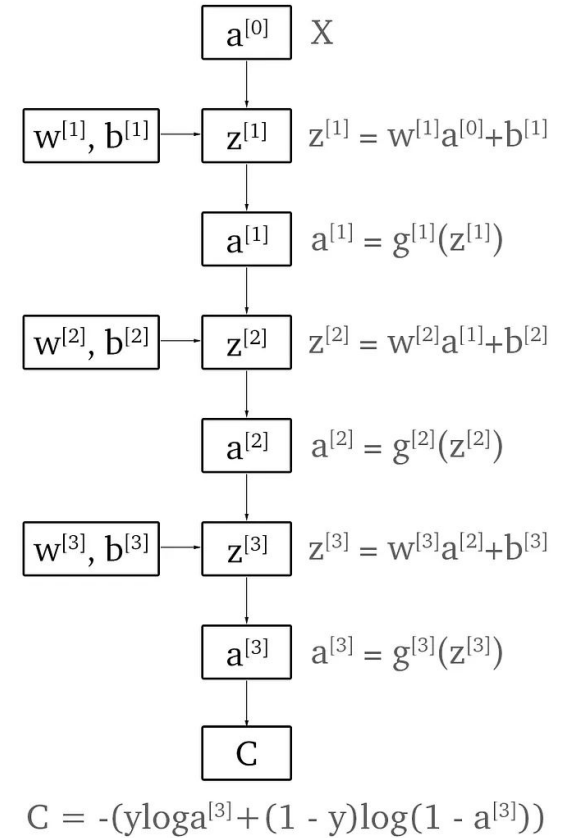 a[0] X
w[1], b[1] z[1] z[1] = w[1]a[0]+b[1]
a[1] a[1] = g[1](z[1])
w[2], b[2] z[2] z[2] = w[2]a[1]+b[2]
a[2] a[2] = g[2](z[2])
w[3], b[3] z[3] z[3] = w[3]a[2]+b[3]
a[3] a[3] = g[3](z[3])
C
C = -(yloga[3]+(1 - y)log(1 - a[3]))